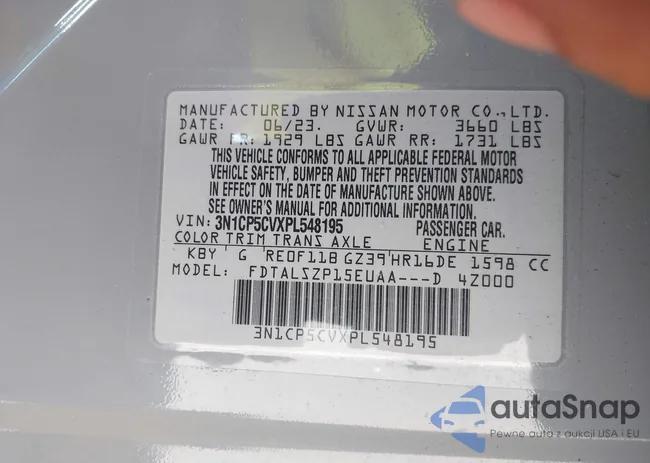 MANUFACTURED BY NISSAN MOTOR CO.,LTD.
DATE: 06/23. GVWR: 3660 LBS
GAWR FR: 1929 LBS GAWR RR: 1731 LBS
THIS VEHICLE CONFORMS TO ALL APPLICABLE FEDERAL MOTOR
VEHICLE SAFETY, BUMPER AND THEFT PREVENTION STANDARDS
IN EFFECT ON THE DATE OF MANUFACTURE SHOWN ABOVE.
SEE OWNER'S MANUAL FOR ADDITIONAL INFORMATION.
VIN: 3N1CP5CVXPL548195 PASSENGER CAR.
COLOR TRIM TRANS AXLE ENGINE
KBY G RE0F11B GZ39 HR16DE 1598 CC
MODEL: FDTALSZP15EUAA---D 4Z000
3N1CP5CVXPL548195
autaSnap
Pewne auta z aukcji USA i EU